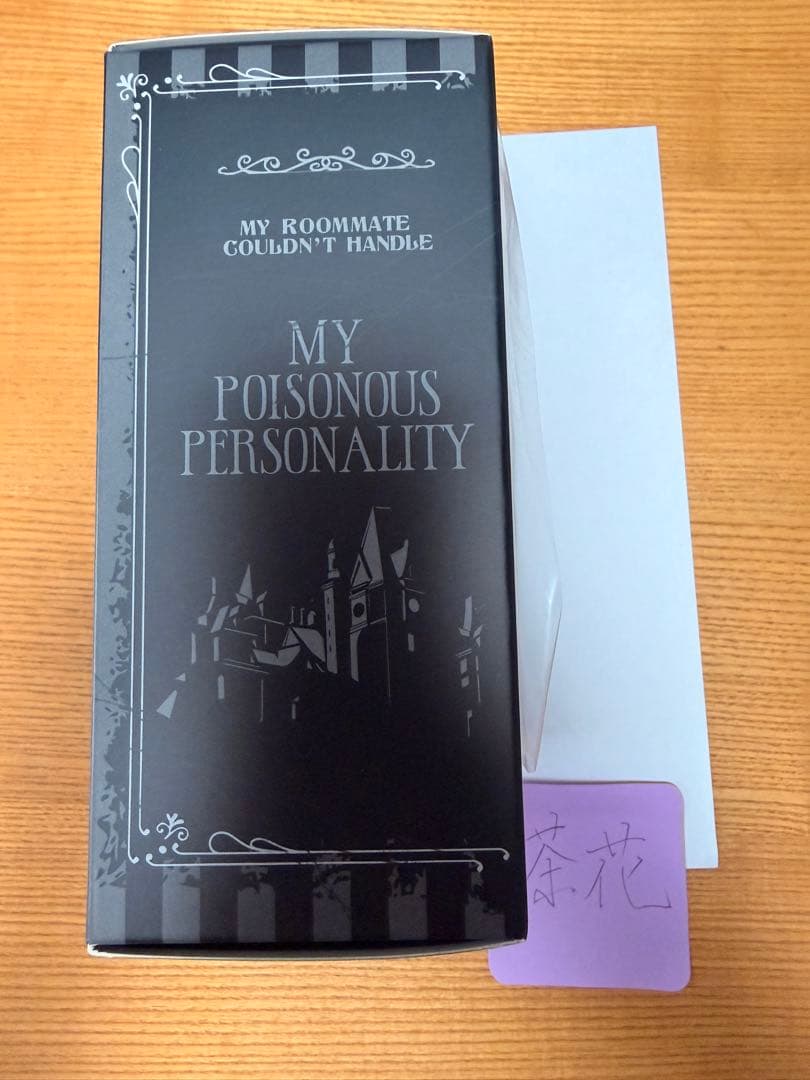 MY ROOMMATE
COULDN'T HANDLE
MY
POISONOUS
PERSONALITY
茶花